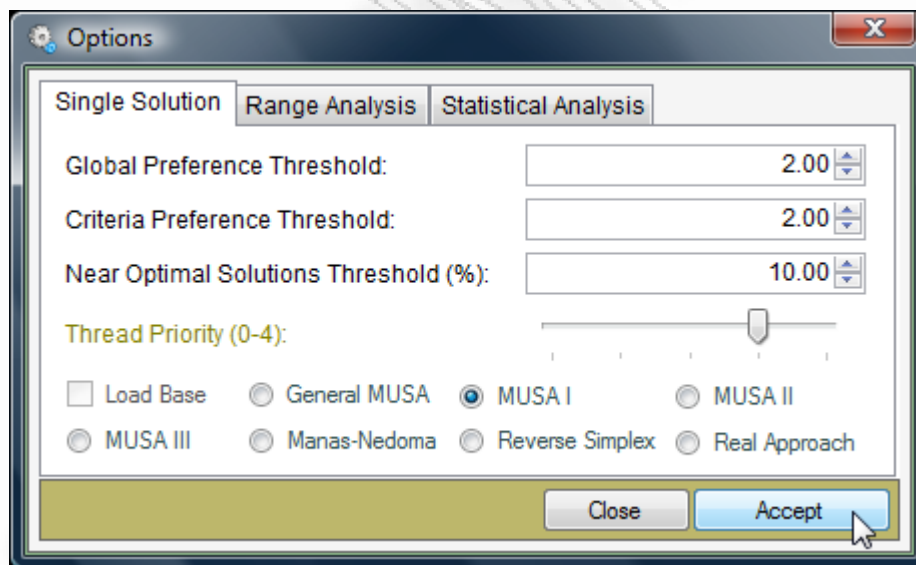 Options
Single Solution Range Analysis Statistical Analysis
Global Preference Threshold: 2.00
Criteria Preference Threshold: 2.00
Near Optimal Solutions Threshold (%): 10.00
Thread Priority (0-4):
Load Base General MUSA MUSA I MUSA II
MUSA III Manas-Nedoma Reverse Simplex Real Approach
Close Accept